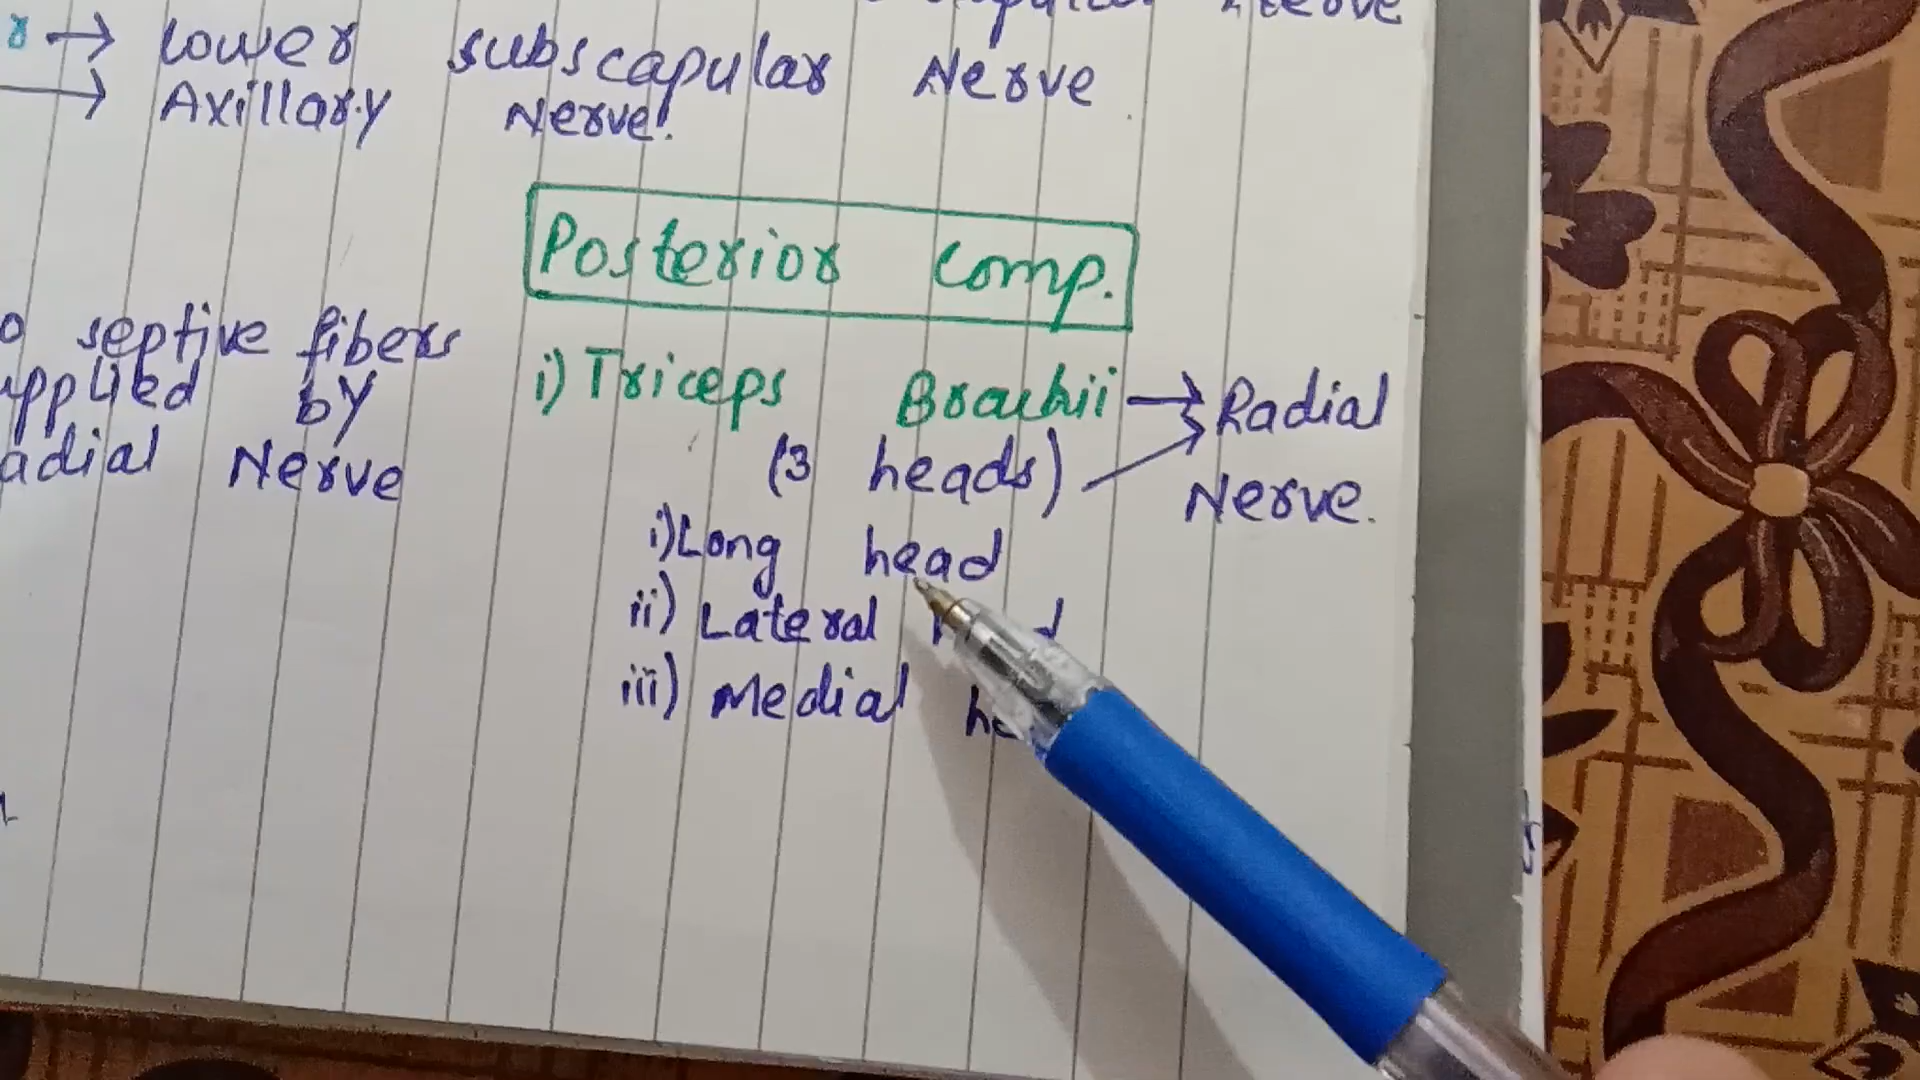 Nerve
→ Lower subscapular Nerve
→ Axillary Nerve.
Posterior Comp.
septive fibers
by
Nerve
i) Triceps Brachii → Radial Nerve.
(3 heads)
i) Long head
ii) Lateral
iii) Medial